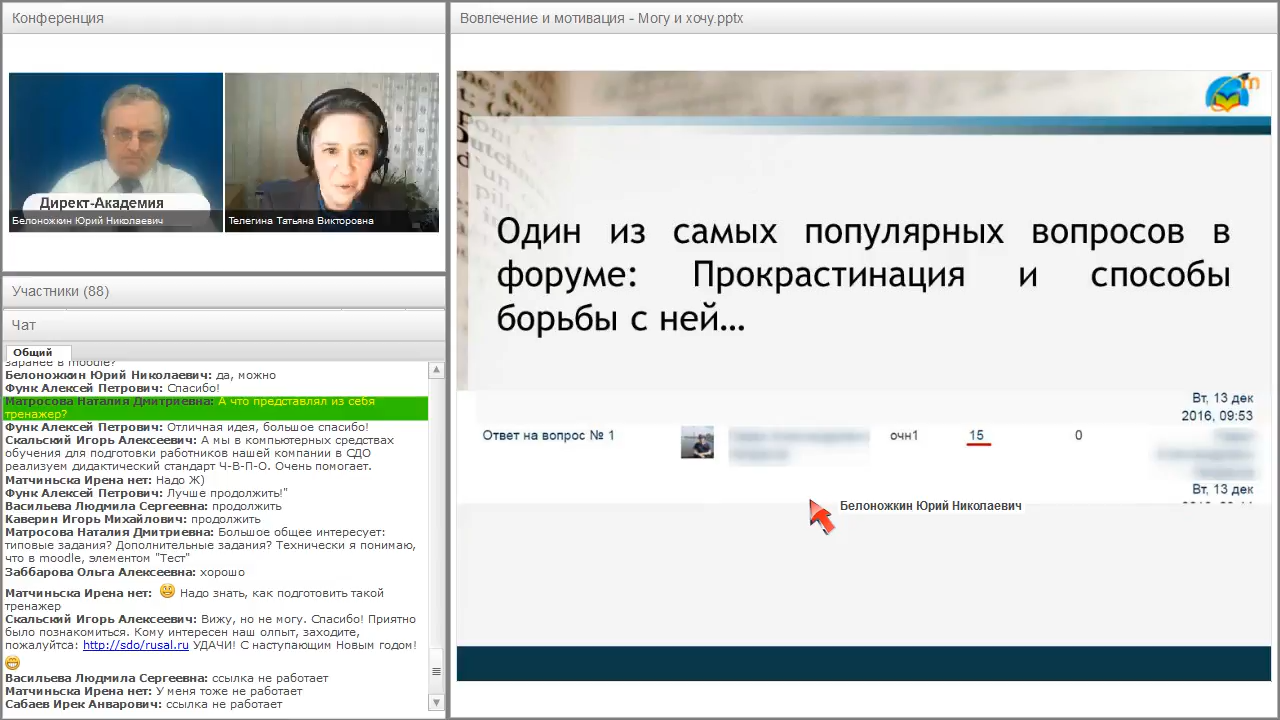 Конференция
Директ-Академия
Белоножкин Юрий Николаевич
Телегина Татьяна Викторовна
Участники (88)
Чат
Общий
заранее в moodle?
Белоножкин Юрий Николаевич: да, можно
Функ Алексей Петрович: Спасибо!
Матросова Наталия Дмитриевна: А что представлял из себя
тренажер?
Функ Алексей Петрович: Отличная идея, большое спасибо!
Скальский Игорь Алексеевич: А мы в компьютерных средствах
обучения для подготовки работников нашей компании в СДО
реализуем дидактический стандарт Ч-В-П-О. Очень помогает.
Матчиньска Ирена нет: Надо Ж)
Функ Алексей Петрович: Лучше продолжить!"
Васильева Людмила Сергеевна: продолжить
Каверин Игорь Михайлович: продолжить
Матросова Наталия Дмитриевна: Большое общее интересует:
типовые задания? Дополнительные задания? Технически я понимаю,
что в moodle, элементом "Тест"
Заббарова Ольга Алексеевна: хорошо
Матчиньска Ирена нет: Надо знать, как подготовить такой
тренажер
Скальский Игорь Алексеевич: Вижу, но не могу. Спасибо! Приятно
было познакомиться. Кому интересен наш олпыт, заходите,
пожалуйтса: http://sdo/rusal.ru УДАЧИ! С наступающим Новым годом!
Васильева Людмила Сергеевна: ссылка не работает
Матчиньска Ирена нет: У меня тоже не работает
Сабаев Ирек Анварович: ссылка не работает
Вовлечение и мотивация - Могу и хочу.pptx
Один из самых популярных вопросов в
форуме: Прокрастинация и способы
борьбы с ней...
Вт, 13 дек
2016, 09:53
Ответ на вопрос № 1 очн1 15 0
Вт, 13 дек
Белоножкин Юрий Николаевич